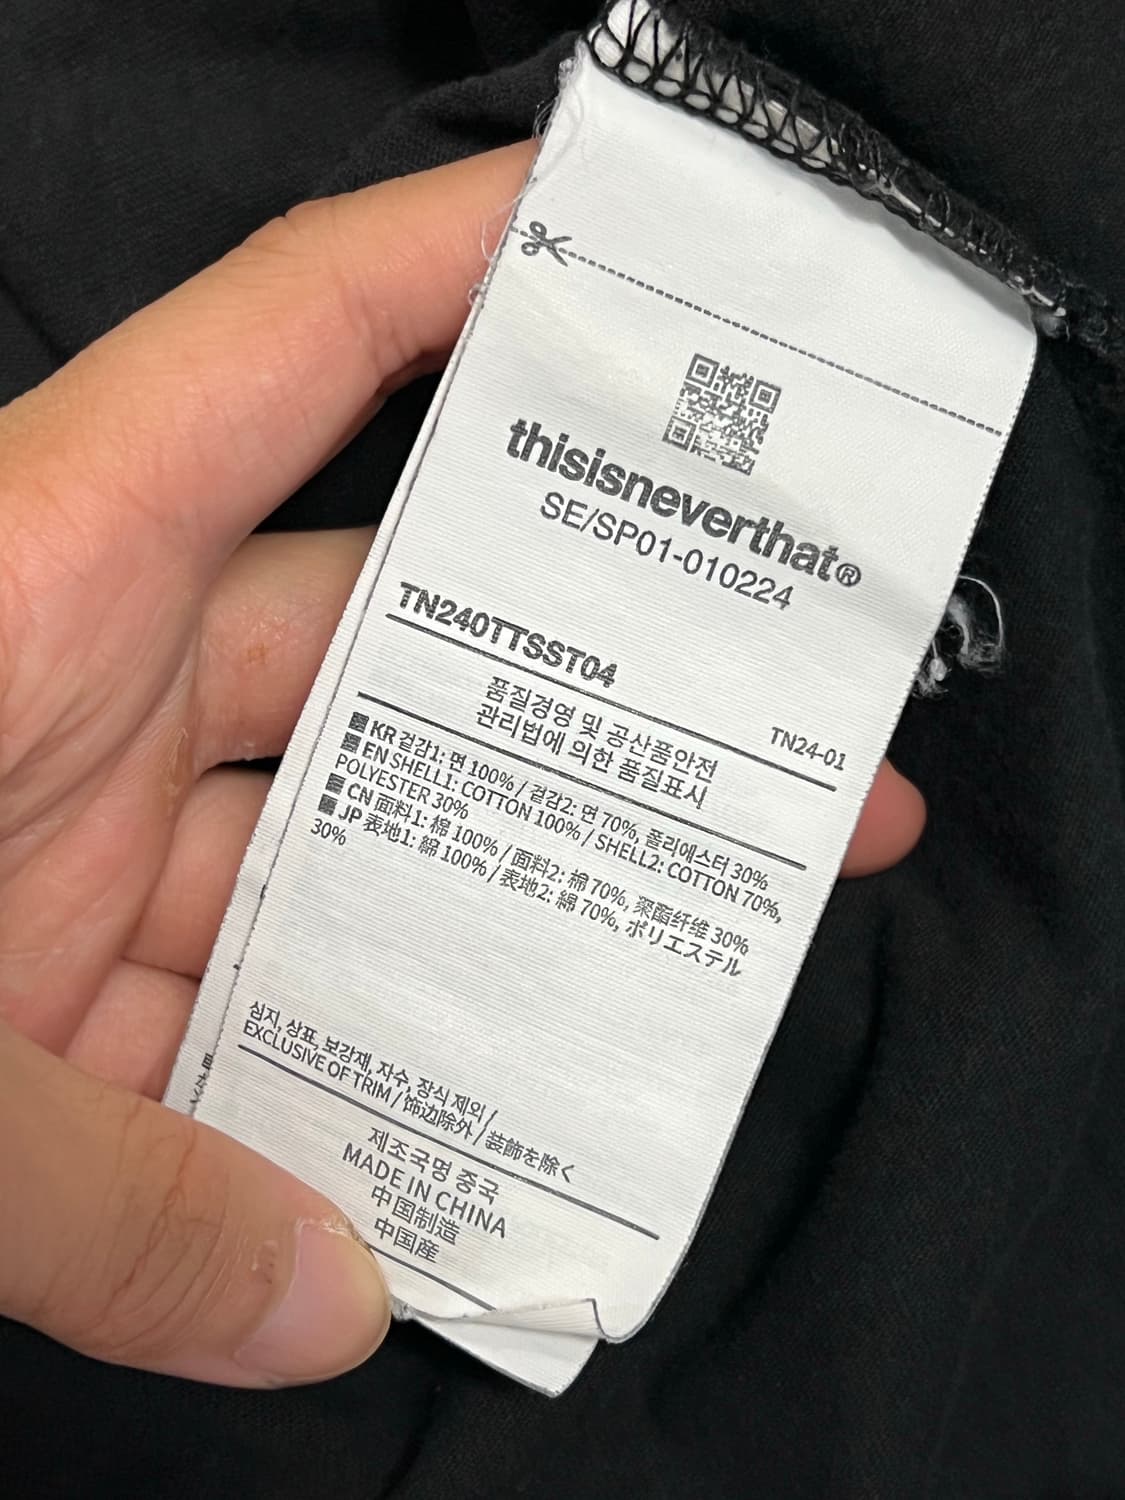 thisisneverthat®
SE/SP01-010224
TN240TTSST04
TN24-01
품질경영 및 공산품안전
관리법에 의한 품질표시
KR 겉감1: 면 100% / 겉감2: 면 70%, 폴리에스터 30%
EN SHELL1: COTTON 100% / SHELL2: COTTON 70%,
POLYESTER 30%
CN 面料1: 棉 100% / 面料2: 棉 70%, 聚酯纤维 30%
JP 表地1: 綿 100% / 表地2: 綿 70%, ポリエステル
30%
심지, 상표, 보강재, 자수, 장식 제외 /
EXCLUSIVE OF TRIM / 饰边除外 / 装飾を除く
제조국명 중국
MADE IN CHINA
中国制造
中国産